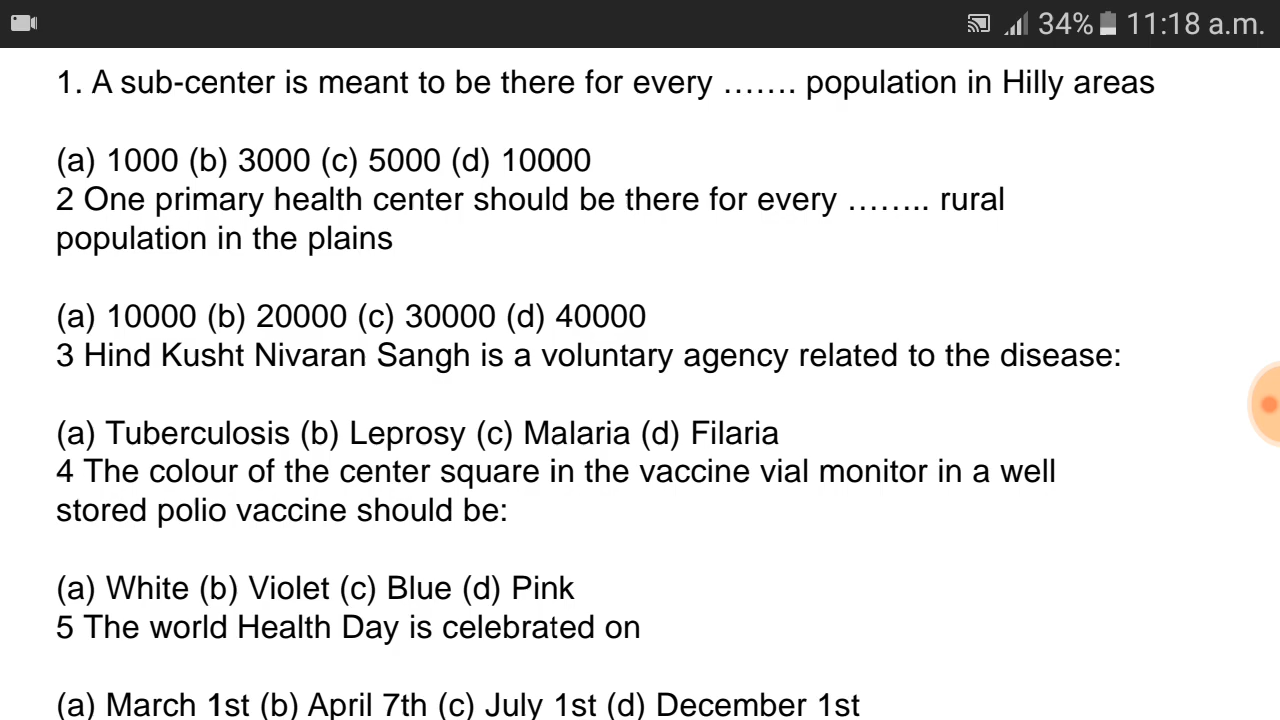 34% 11:18 a.m.
1. A sub-center is meant to be there for every ……. population in Hilly areas
(a) 1000 (b) 3000 (c) 5000 (d) 10000
2 One primary health center should be there for every …….. rural
population in the plains
(a) 10000 (b) 20000 (c) 30000 (d) 40000
3 Hind Kusht Nivaran Sangh is a voluntary agency related to the disease:
(a) Tuberculosis (b) Leprosy (c) Malaria (d) Filaria
4 The colour of the center square in the vaccine vial monitor in a well
stored polio vaccine should be:
(a) White (b) Violet (c) Blue (d) Pink
5 The world Health Day is celebrated on
(a) March 1st (b) April 7th (c) July 1st (d) December 1st